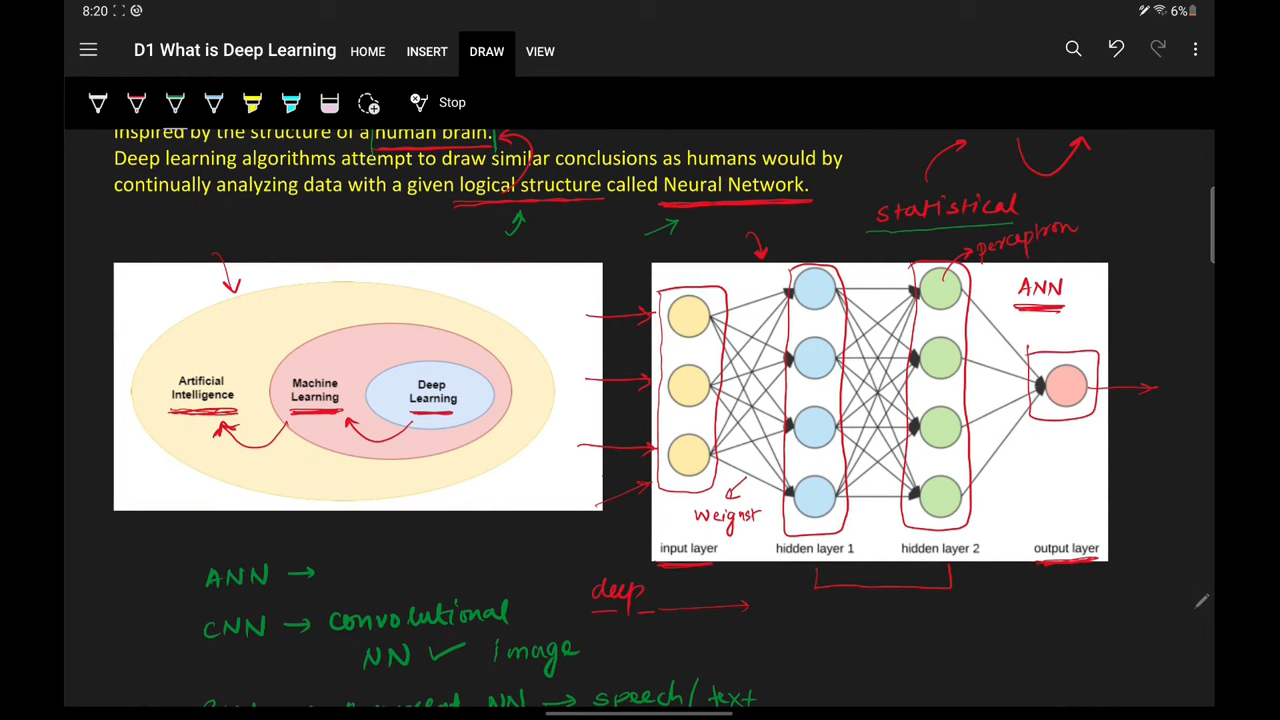 8:20
6%
D1 What is Deep Learning HOME INSERT DRAW VIEW
Stop
inspired by the structure of a human brain.
Deep learning algorithms attempt to draw similar conclusions as humans would by
continually analyzing data with a given logical structure called Neural Network.
statistical
perceptron
ANN
Artificial
Intelligence
Machine
Learning
Deep
Learning
weight
input layer hidden layer 1 hidden layer 2 output layer
deep
ANN →
CNN → convolutional
NN ✓ image
NN → speech/text